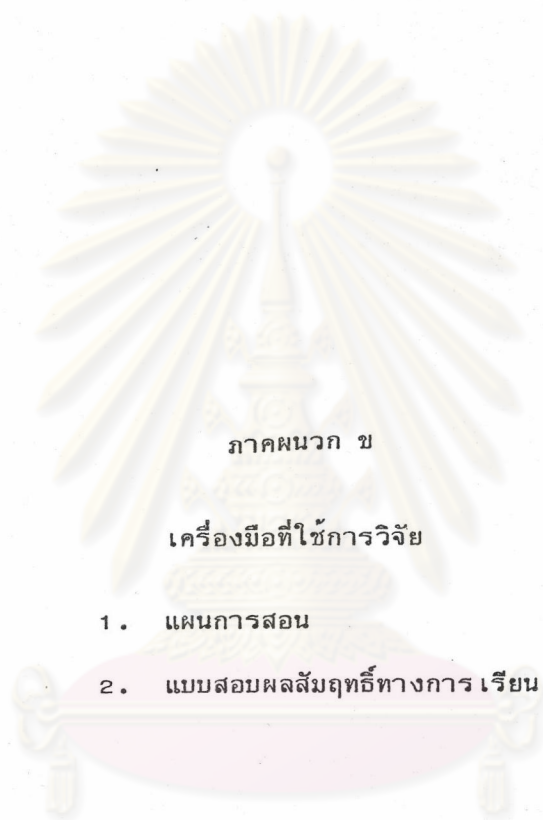 ภาคผนวก ข
เครื่องมือที่ใช้การวิจัย
1. แผนการสอน
2. แบบสอบผลสัมฤทธิ์ทางการเรียน